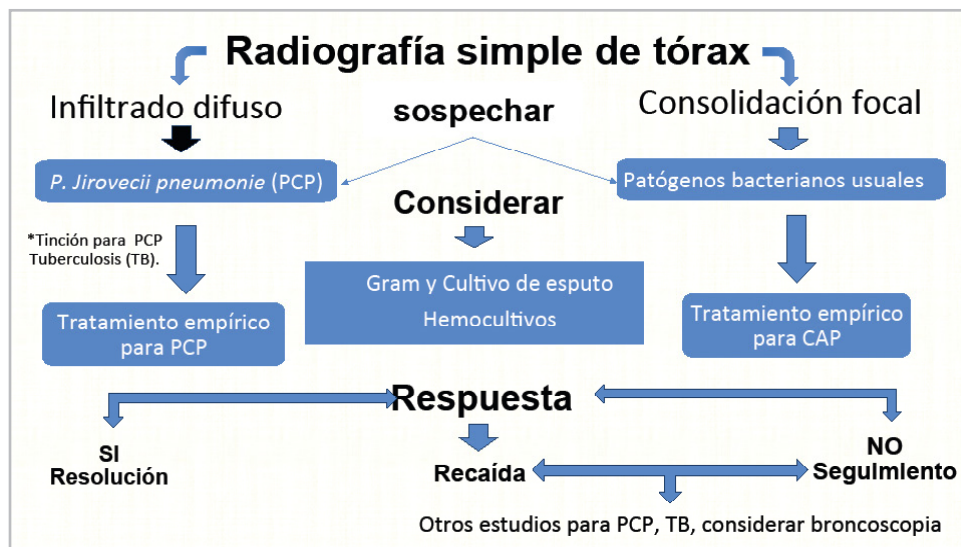 Radiografía simple de tórax
Infiltrado difuso
sospechar
Consolidación focal
P. Jirovecii pneumonie (PCP)
Patógenos bacterianos usuales
Considerar
*Tinción para PCP
Tuberculosis (TB).
Gram y Cultivo de esputo
Hemocultivos
Tratamiento empírico
para PCP
Tratamiento empírico
para CAP
Respuesta
SI
Resolución
Recaída
NO
Seguimiento
Otros estudios para PCP, TB, considerar broncoscopia